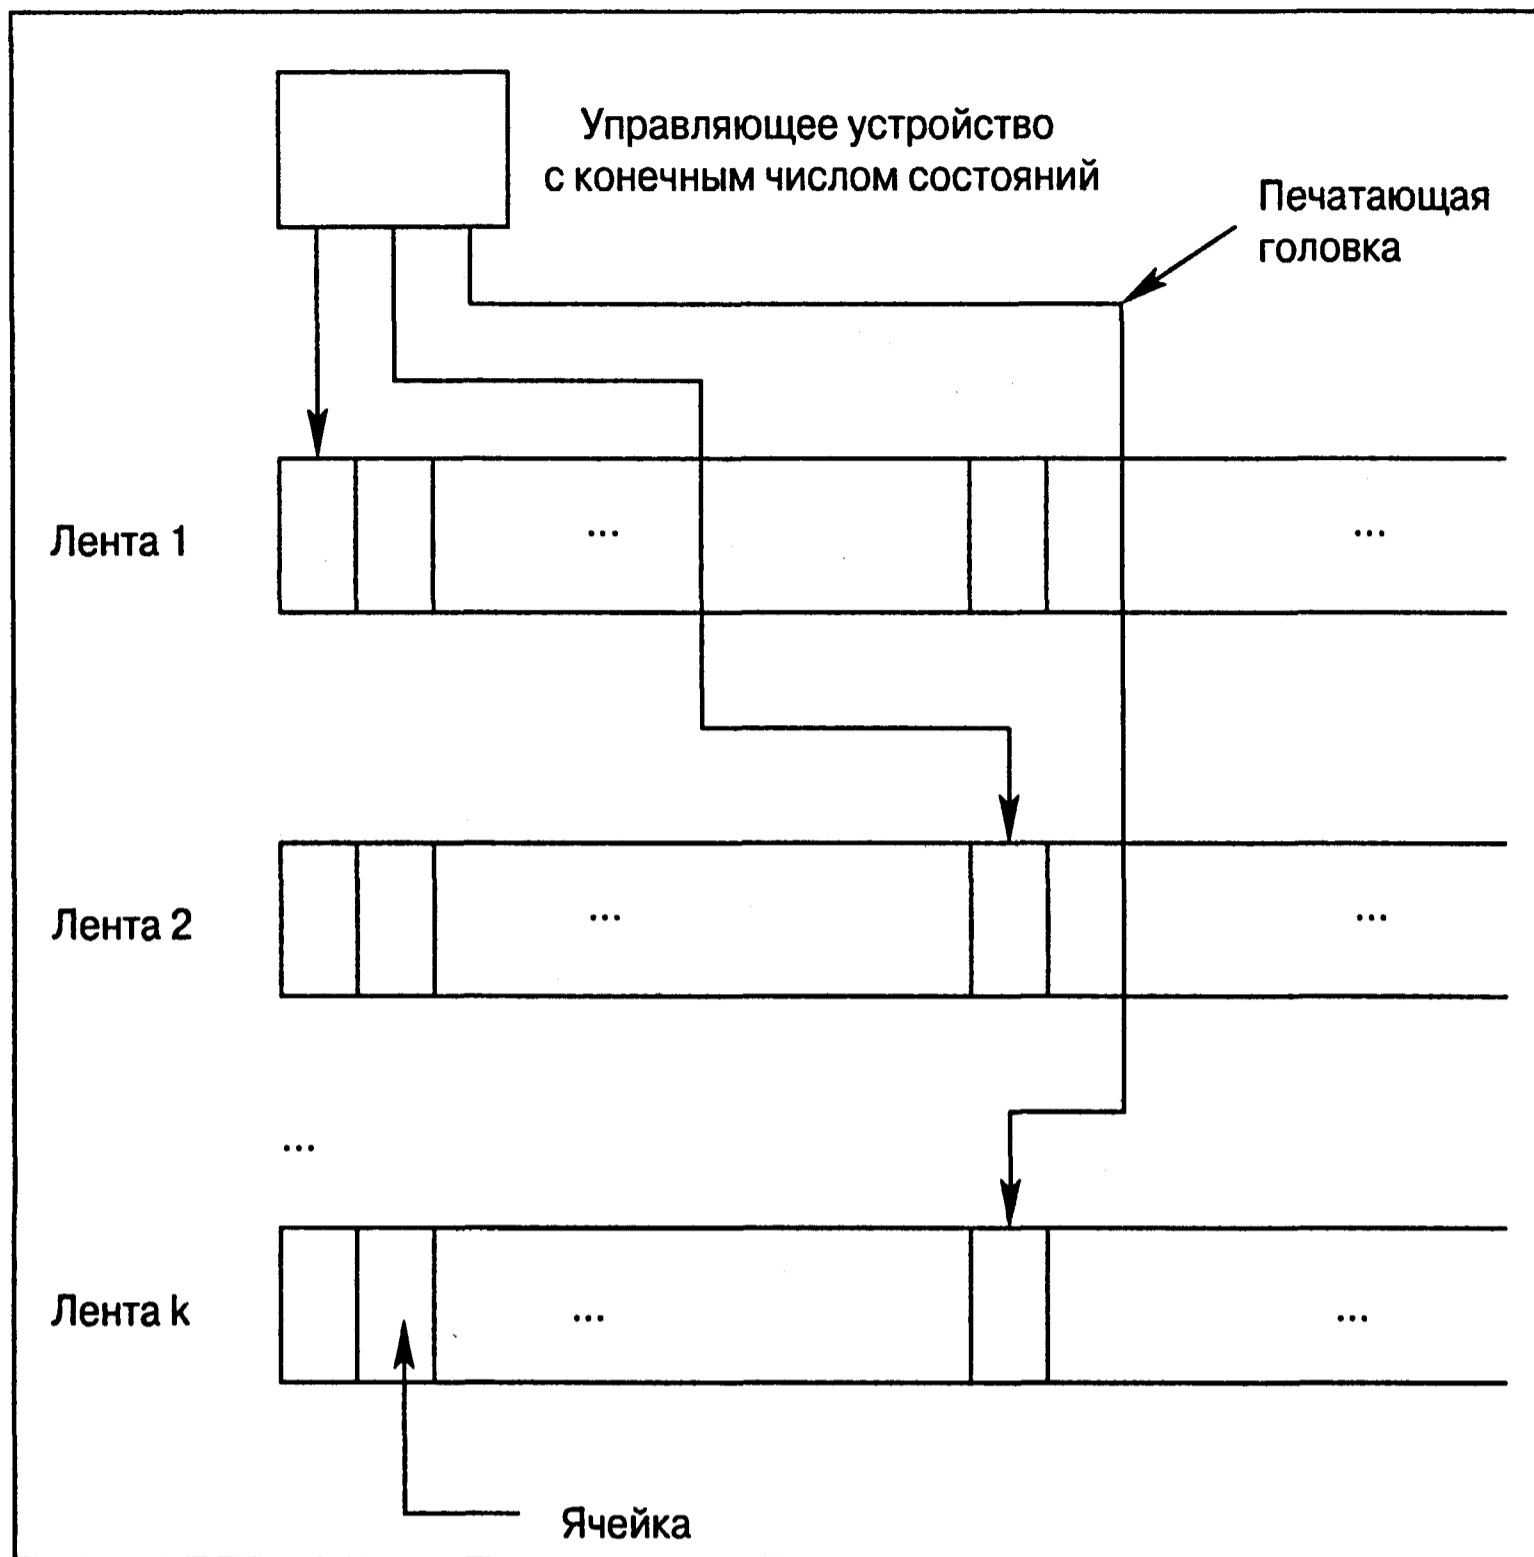 Управляющее устройство
с конечным числом состояний
Печатающая
головка
Лента 1
...
...
Лента 2
...
...
...
Лента k
...
...
Ячейка